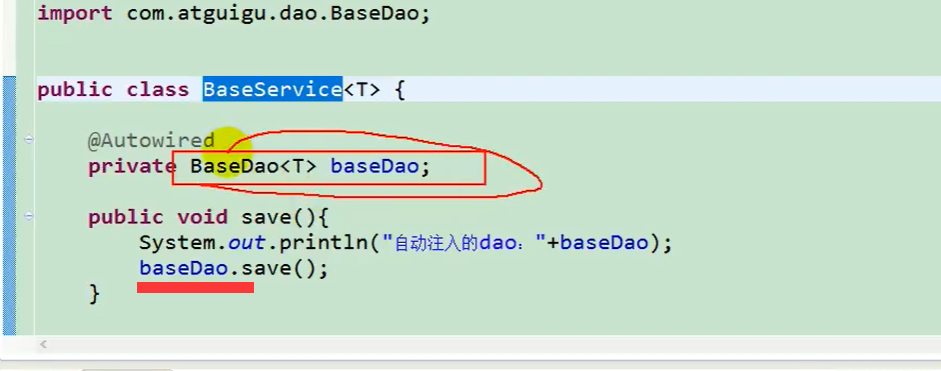 import com.atguigu.dao.BaseDao;
public class BaseService<T> {
@Autowired
private BaseDao<T> baseDao;
public void save(){
System.out.println("自动注入的dao："+baseDao);
baseDao.save();
}